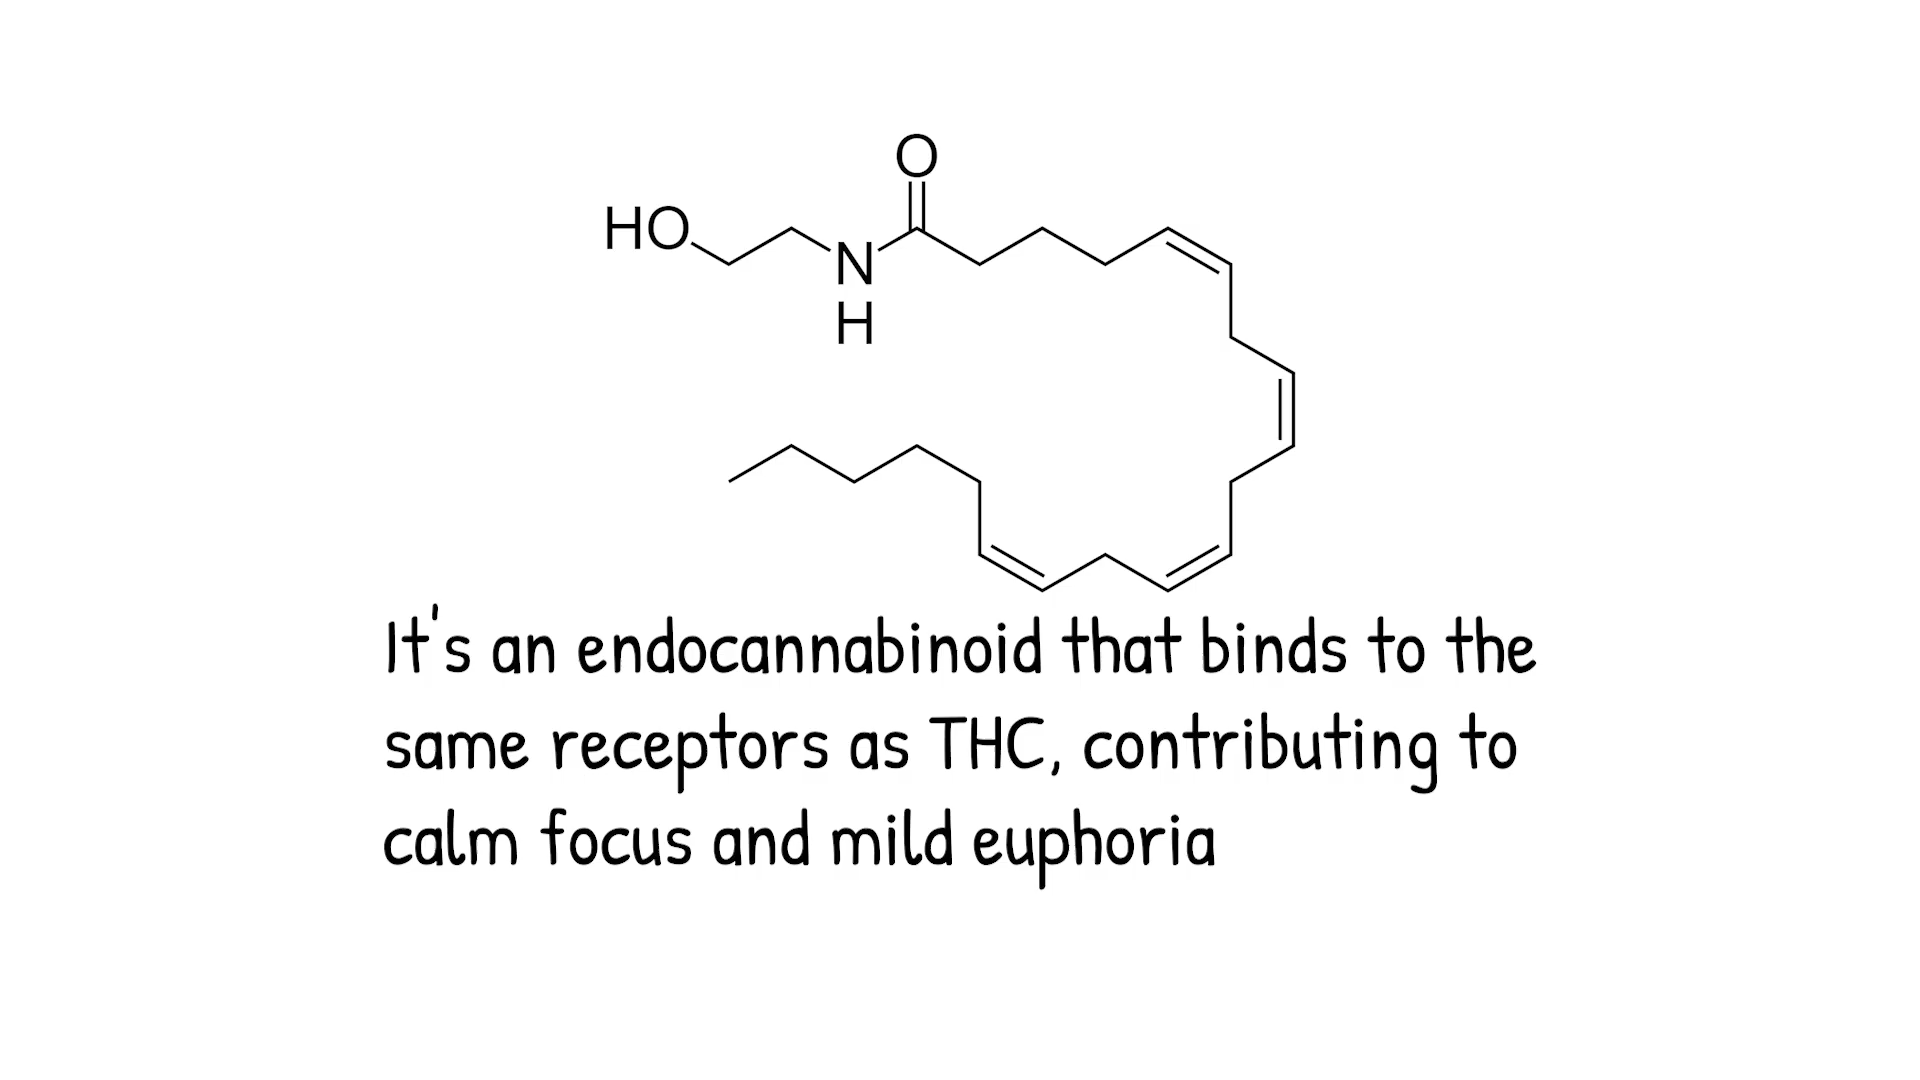 O
HO
N
H
It's an endocannabinoid that binds to the
same receptors as THC, contributing to
calm focus and mild euphoria